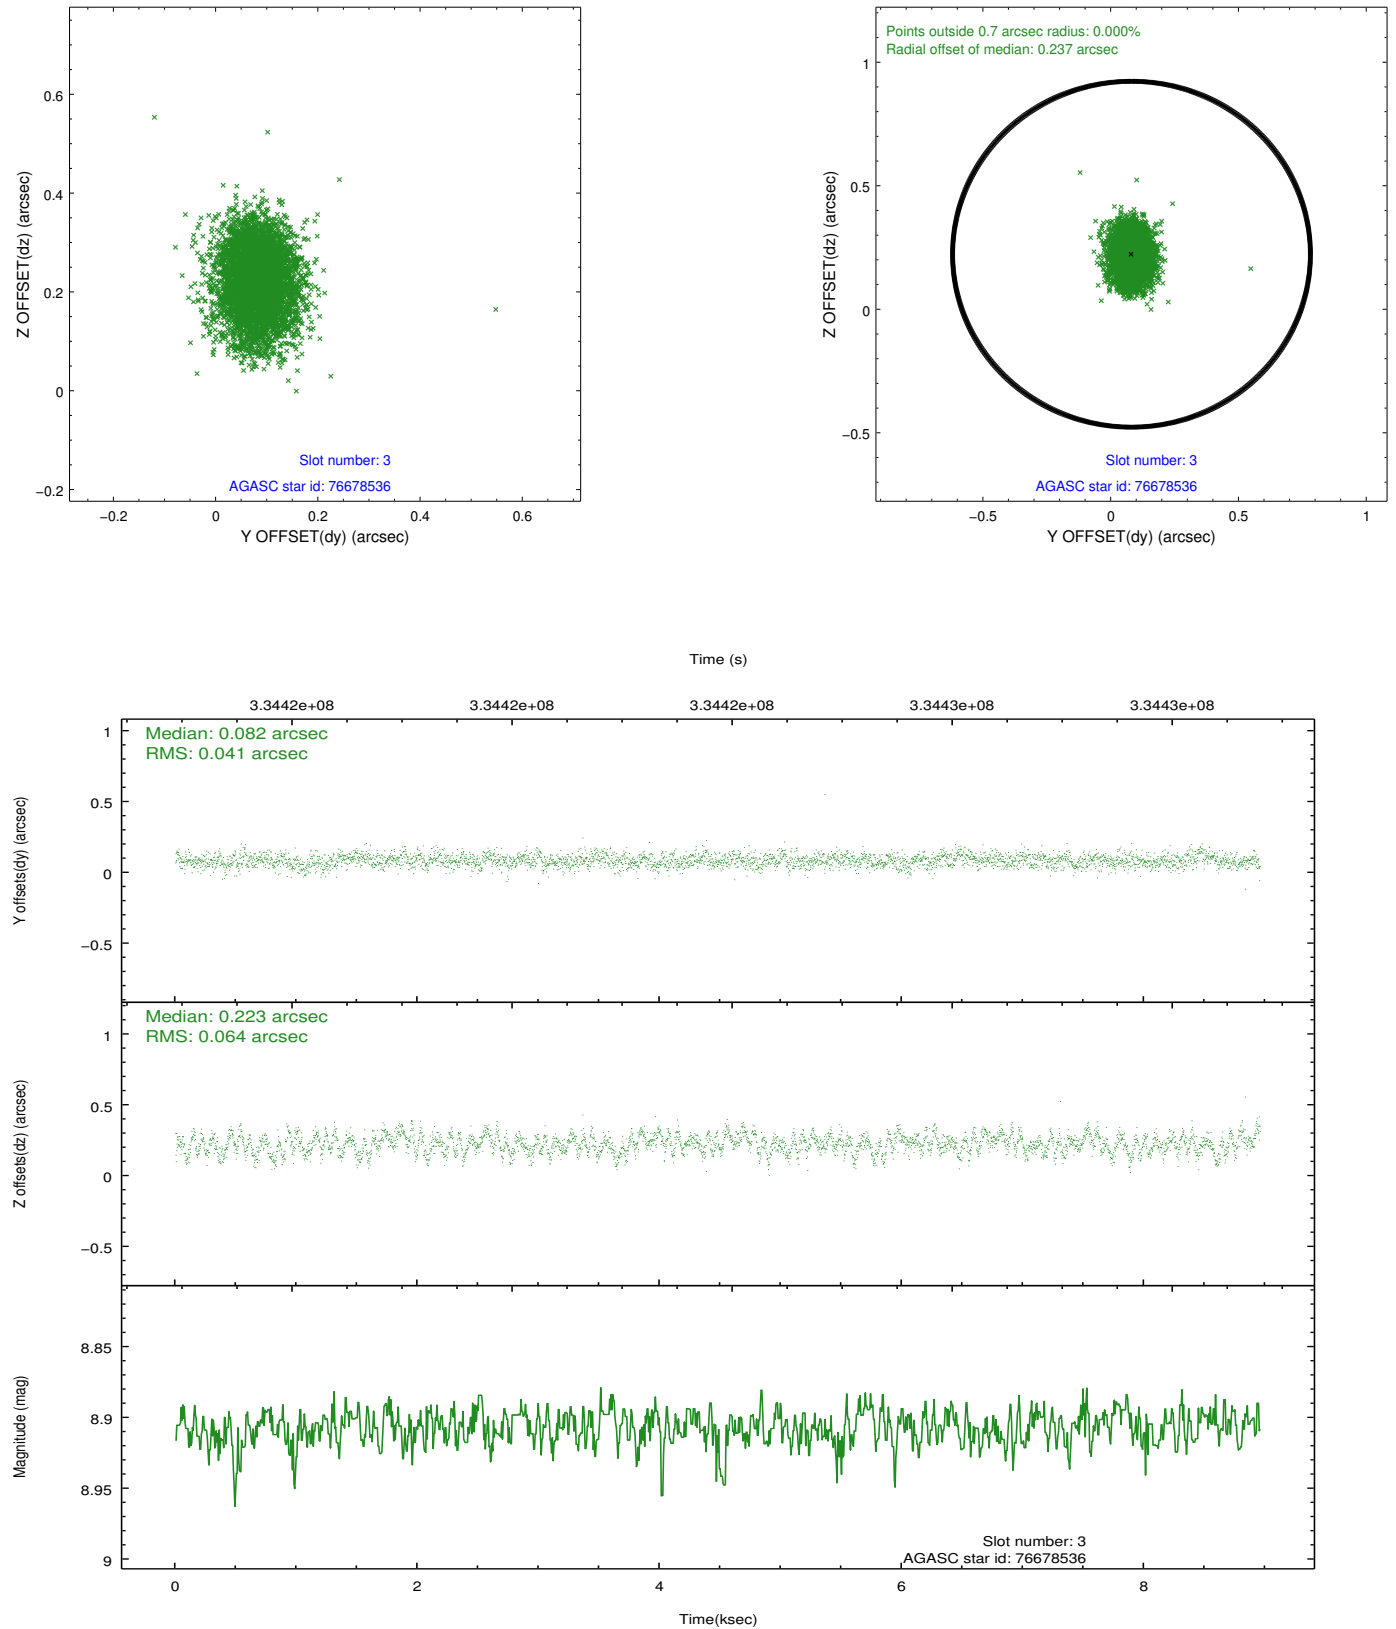 0.6
0.4
0.2
0
−0.2
Z OFFSET(dz) (arcsec)
Slot number: 3
AGASC star id: 76678536
−0.2 0 0.2 0.4 0.6
Y OFFSET(dy) (arcsec)
Points outside 0.7 arcsec radius: 0.000%
Radial offset of median: 0.237 arcsec
1
0.5
0
−0.5
Z OFFSET(dz) (arcsec)
Slot number: 3
AGASC star id: 76678536
−0.5 0 0.5 1
Y OFFSET(dy) (arcsec)
Time (s)
3.3442e+08 3.3442e+08 3.3442e+08 3.3443e+08 3.3443e+08
Median: 0.082 arcsec
RMS: 0.041 arcsec
1
0.5
0
−0.5
Y offsets(dy) (arcsec)
Median: 0.223 arcsec
RMS: 0.064 arcsec
1
0.5
0
−0.5
Z offsets(dz) (arcsec)
8.85
8.9
8.95
9
Magnitude (mag)
Slot number: 3
AGASC star id: 76678536
0 2 4 6 8
Time(ksec)